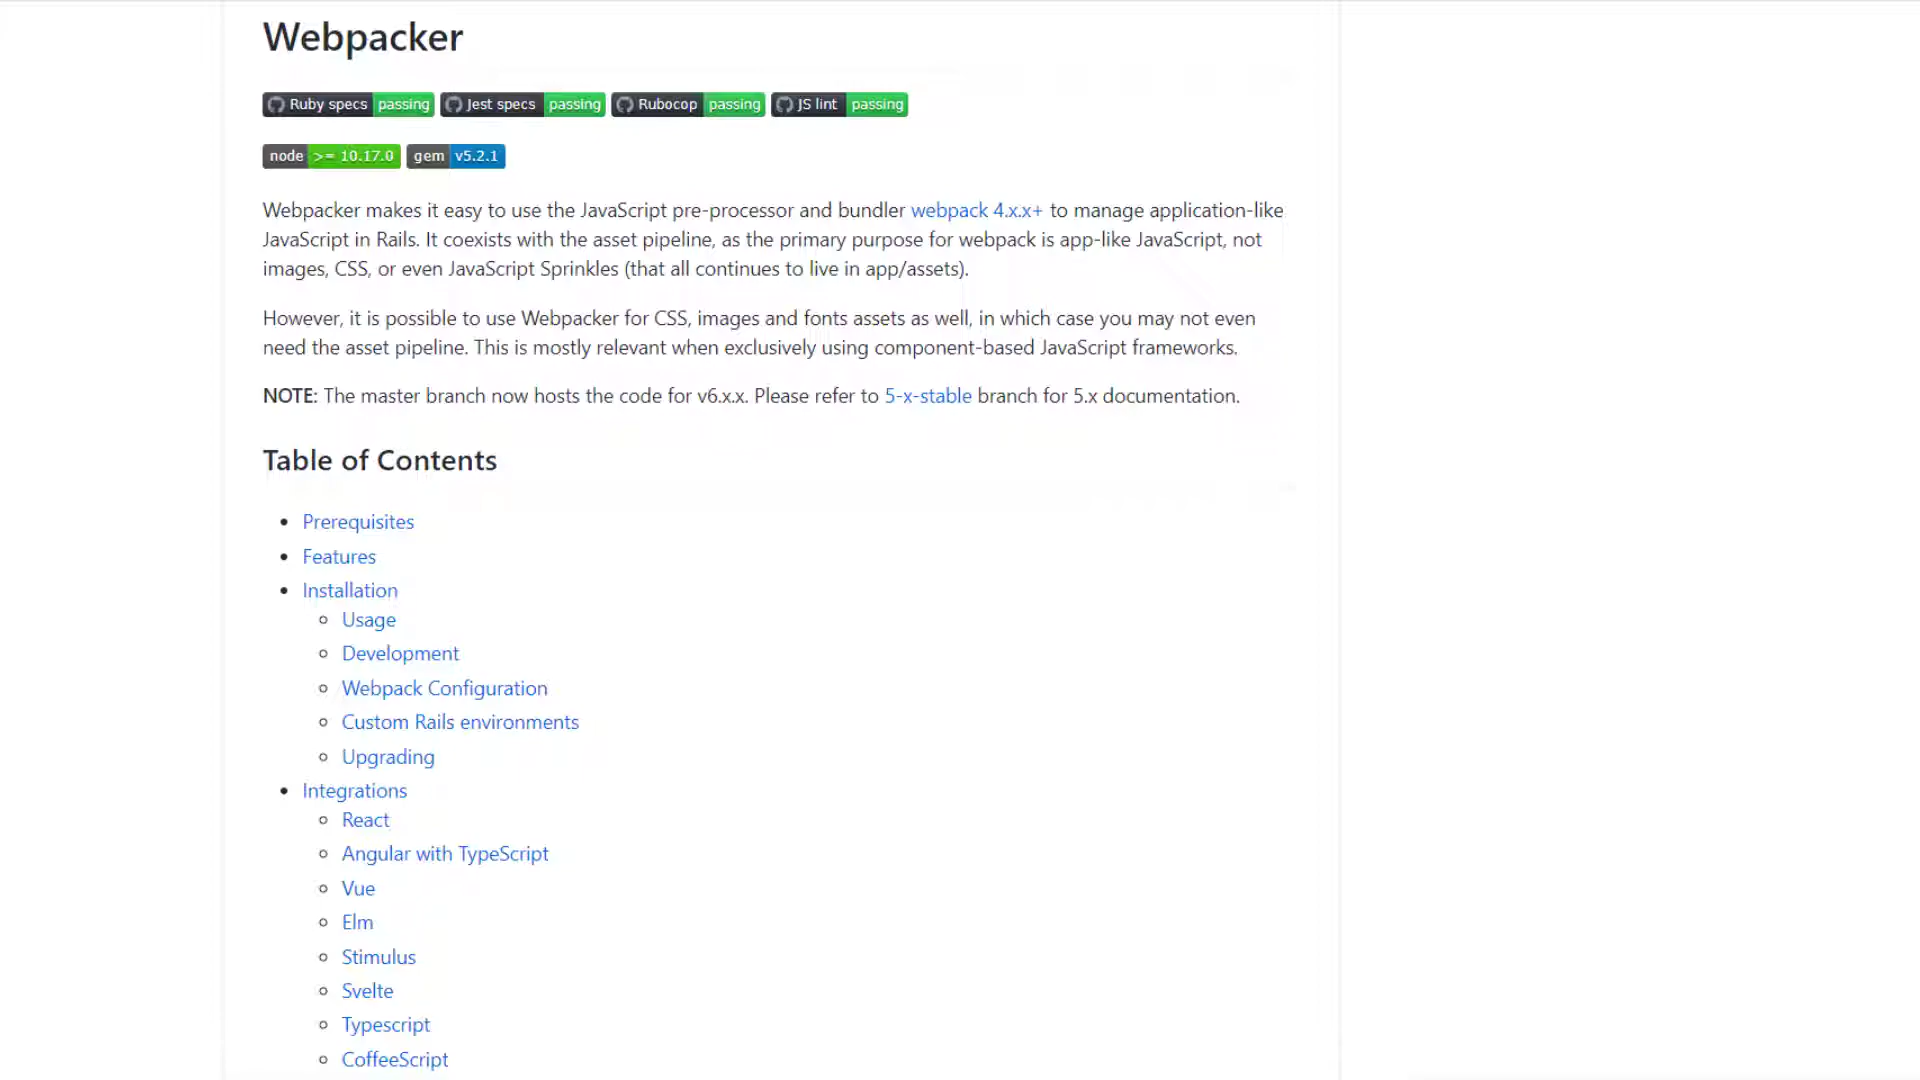 Webpacker
Ruby specs passing Jest specs passing Rubocop passing JS lint passing
node >= 10.17.0 gem v5.2.1
Webpacker makes it easy to use the JavaScript pre-processor and bundler webpack 4.x.x+ to manage application-like
JavaScript in Rails. It coexists with the asset pipeline, as the primary purpose for webpack is app-like JavaScript, not
images, CSS, or even JavaScript Sprinkles (that all continues to live in app/assets).
However, it is possible to use Webpacker for CSS, images and fonts assets as well, in which case you may not even
need the asset pipeline. This is mostly relevant when exclusively using component-based JavaScript frameworks.
NOTE: The master branch now hosts the code for v6.x.x. Please refer to 5-x-stable branch for 5.x documentation.
Table of Contents
Prerequisites
Features
Installation
Usage
Development
Webpack Configuration
Custom Rails environments
Upgrading
Integrations
React
Angular with TypeScript
Vue
Elm
Stimulus
Svelte
Typescript
CoffeeScript